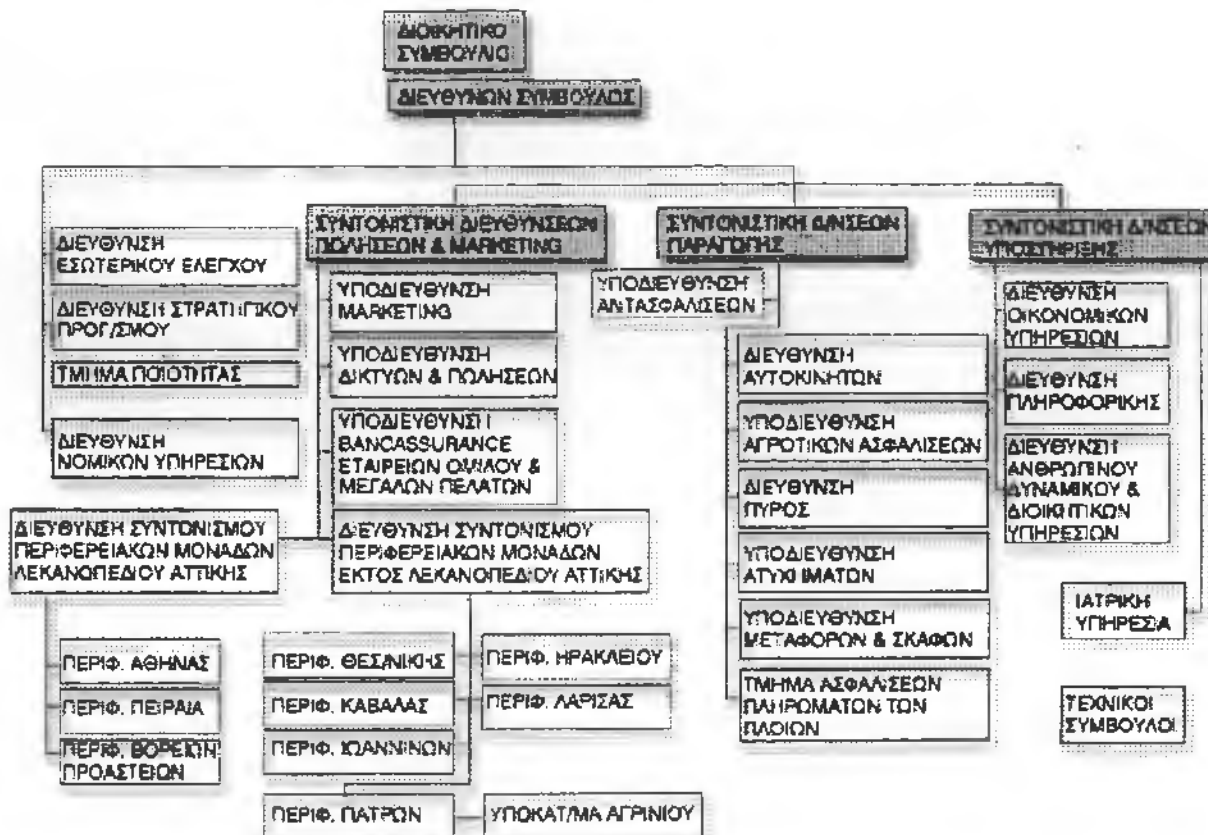 ΔΙΟΙΚΗΤΙΚΟ
ΣΥΜΒΟΥΛΙΟ
ΔΙΕΥΘΥΝΩΝ ΣΥΜΒΟΥΛΟΣ
ΔΙΕΥΘΥΝΣΗ
ΕΣΩΤΕΡΙΚΟΥ ΕΛΕΓΧΟΥ
ΔΙΕΥΘΥΝΣΗ ΣΤΡΑΤΗΓΙΚΟΥ
ΠΡΟΓ/ΣΜΟΥ
ΤΜΗΜΑ ΠΟΙΟΤΗΤΑΣ
ΔΙΕΥΘΥΝΣΗ
ΝΟΜΙΚΩΝ ΥΠΗΡΕΣΙΩΝ
ΣΥΝΤΟΝΙΣΤΙΚΗ ΔΙΕΥΘΥΝΣΕΩΝ
ΠΩΛΗΣΕΩΝ & MARKETING
ΥΠΟΔΙΕΥΘΥΝΣΗ
MARKETING
ΥΠΟΔΙΕΥΘΥΝΣΗ
ΔΙΚΤΥΩΝ & ΠΩΛΗΣΕΩΝ
ΥΠΟΔΙΕΥΘΥΝΣΗ
BANCASSURANCE
ΕΤΑΙΡΕΙΩΝ ΟΜΙΛΟΥ &
ΜΕΓΑΛΩΝ ΠΕΛΑΤΩΝ
ΔΙΕΥΘΥΝΣΗ ΣΥΝΤΟΝΙΣΜΟΥ
ΠΕΡΙΦΕΡΕΙΑΚΩΝ ΜΟΝΑΔΩΝ
ΛΕΚΑΝΟΠΕΔΙΟΥ ΑΤΤΙΚΗΣ
ΔΙΕΥΘΥΝΣΗ ΣΥΝΤΟΝΙΣΜΟΥ
ΠΕΡΙΦΕΡΕΙΑΚΩΝ ΜΟΝΑΔΩΝ
ΕΚΤΟΣ ΛΕΚΑΝΟΠΕΔΙΟΥ ΑΤΤΙΚΗΣ
ΠΕΡΙΦ. ΑΘΗΝΑΣ
ΠΕΡΙΦ. ΠΕΙΡΑΙΑ
ΠΕΡΙΦ. ΒΟΡΕΙΩΝ
ΠΡΟΑΣΤΕΙΩΝ
ΠΕΡΙΦ. ΘΕΣ/ΝΙΚΗΣ
ΠΕΡΙΦ. ΚΑΒΑΛΑΣ
ΠΕΡΙΦ. ΙΩΑΝΝΙΝΩΝ
ΠΕΡΙΦ. ΠΑΤΡΩΝ
ΠΕΡΙΦ. ΗΡΑΚΛΕΙΟΥ
ΠΕΡΙΦ. ΛΑΡΙΣΑΣ
ΥΠΟΚΑΤ/ΜΑ ΑΓΡΙΝΙΟΥ
ΣΥΝΤΟΝΙΣΤΙΚΗ Δ/ΝΣΕΩΝ
ΠΑΡΑΓΩΓΗΣ
ΥΠΟΔΙΕΥΘΥΝΣΗ
ΑΝΤΑΣΦΑΛΙΣΕΩΝ
ΔΙΕΥΘΥΝΣΗ
ΑΥΤΟΚΙΝΗΤΩΝ
ΥΠΟΔΙΕΥΘΥΝΣΗ
ΑΓΡΟΤΙΚΩΝ ΑΣΦΑΛΙΣΕΩΝ
ΔΙΕΥΘΥΝΣΗ
ΠΥΡΟΣ
ΥΠΟΔΙΕΥΘΥΝΣΗ
ΑΤΥΧΗΜΑΤΩΝ
ΥΠΟΔΙΕΥΘΥΝΣΗ
ΜΕΤΑΦΟΡΩΝ & ΣΚΑΦΩΝ
ΤΜΗΜΑ ΑΣΦΑΛΙΣΕΩΝ
ΠΛΗΡΩΜΑΤΩΝ ΤΩΝ
ΠΛΟΙΩΝ
ΣΥΝΤΟΝΙΣΤΙΚΗ Δ/ΝΣΕΩΝ
ΥΠΟΣΤΗΡΙΞΗΣ
ΔΙΕΥΘΥΝΣΗ
ΟΙΚΟΝΟΜΙΚΩΝ
ΥΠΗΡΕΣΙΩΝ
ΔΙΕΥΘΥΝΣΗ
ΠΛΗΡΟΦΟΡΙΚΗΣ
ΔΙΕΥΘΥΝΣΗ
ΑΝΘΡΩΠΙΝΟΥ
ΔΥΝΑΜΙΚΟΥ &
ΔΙΟΙΚΗΤΙΚΩΝ
ΥΠΗΡΕΣΙΩΝ
ΙΑΤΡΙΚΗ
ΥΠΗΡΕΣΙΑ
ΤΕΧΝΙΚΟΙ
ΣΥΜΒΟΥΛΟΙ